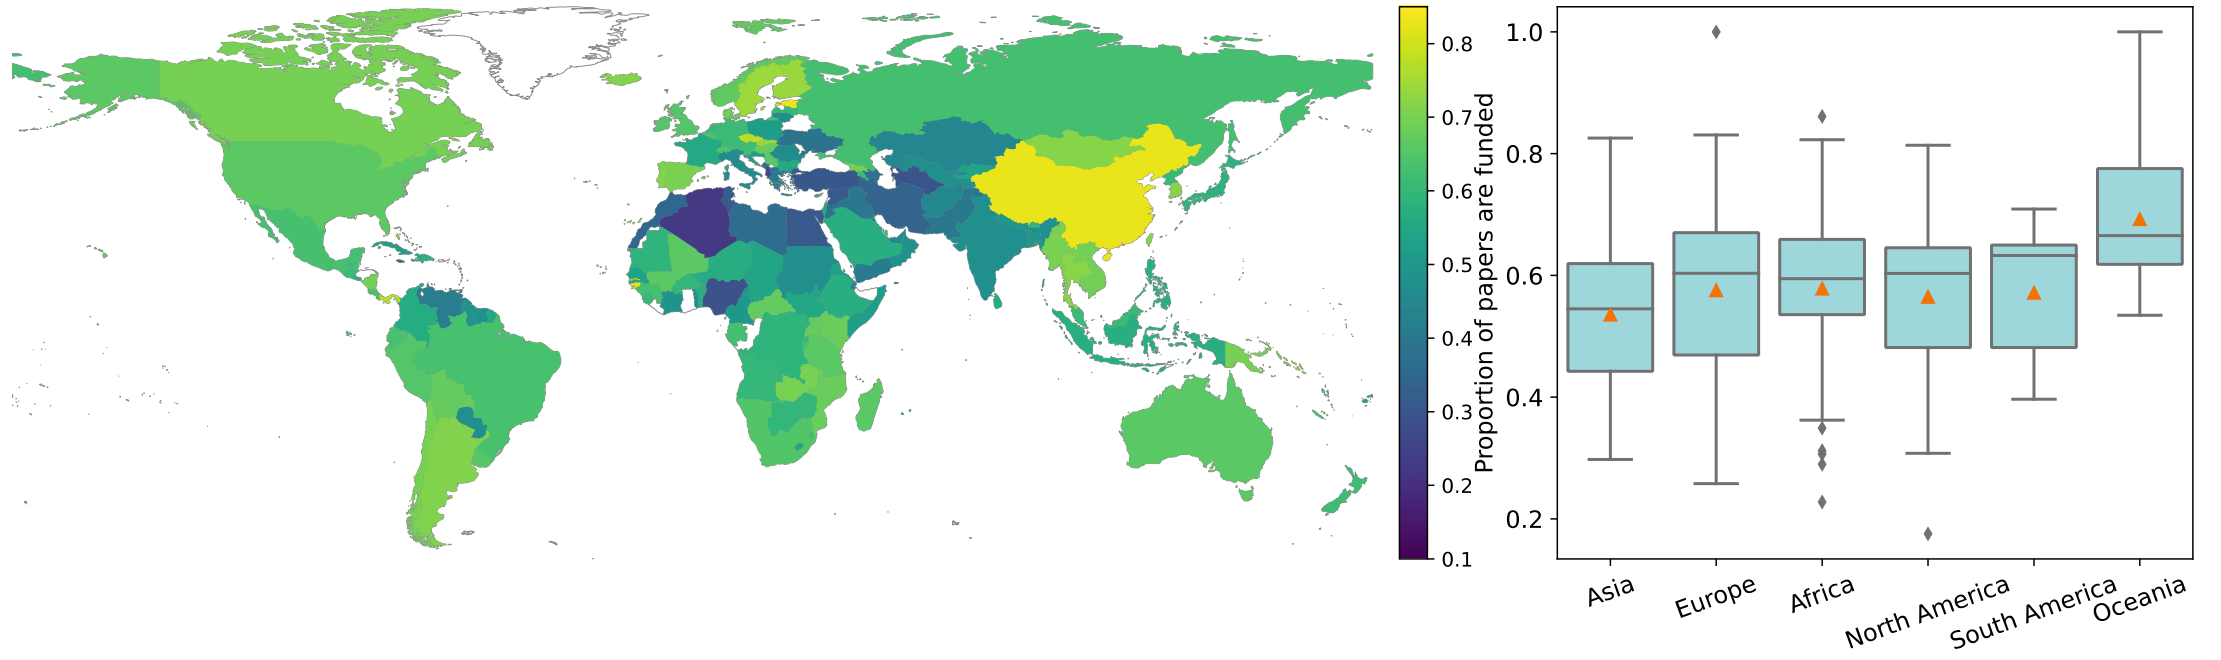 0.8
0.7
0.6
0.5
0.4
0.3
0.2
0.1
Proportion of papers are funded
1.0
0.8
0.6
0.4
0.2
Asia
Europe
Africa
North America
South America
Oceania